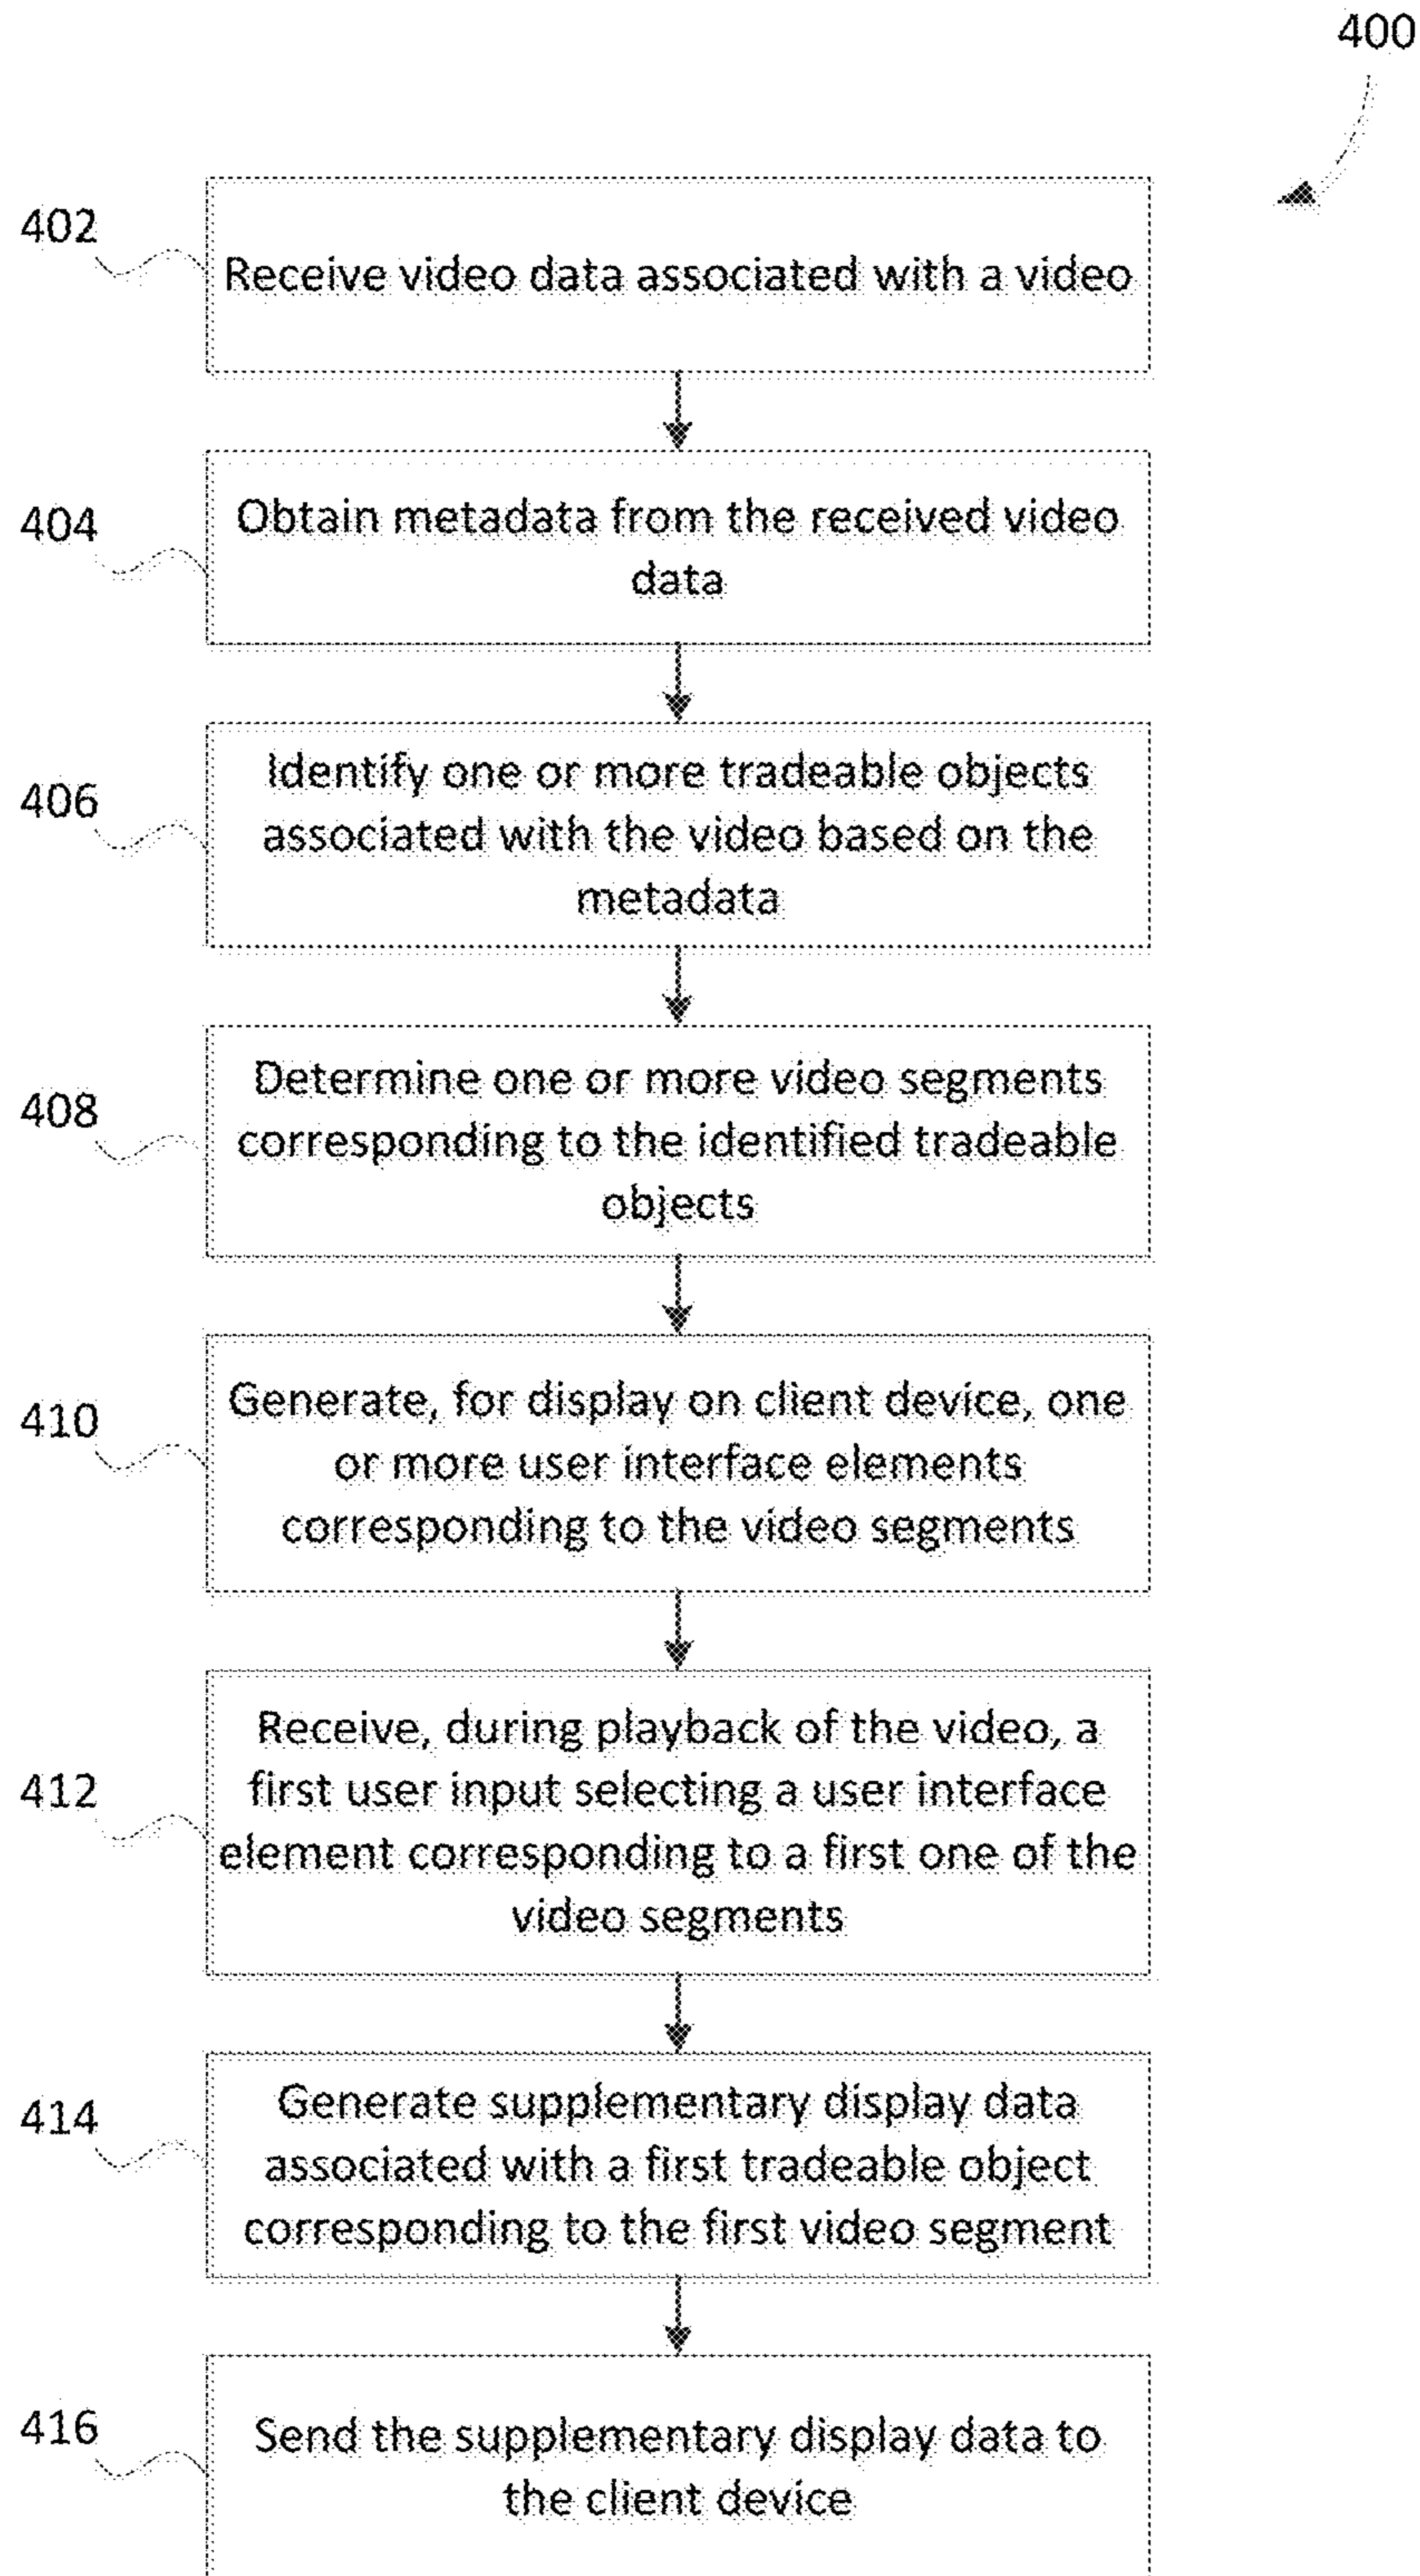 400
402
Receive video data associated with a video
404
Obtain metadata from the received video
data
406
Identify one or more tradeable objects
associated with the video based on the
metadata
408
Determine one or more video segments
corresponding to the identified tradeable
objects
410
Generate, for display on client device, one
or more user interface elements
corresponding to the video segments
412
Receive, during playback of the video, a
first user input selecting a user interface
element corresponding to a first one of the
video segments
414
Generate supplementary display data
associated with a first tradeable object
corresponding to the first video segment
416
Send the supplementary display data to
the client device